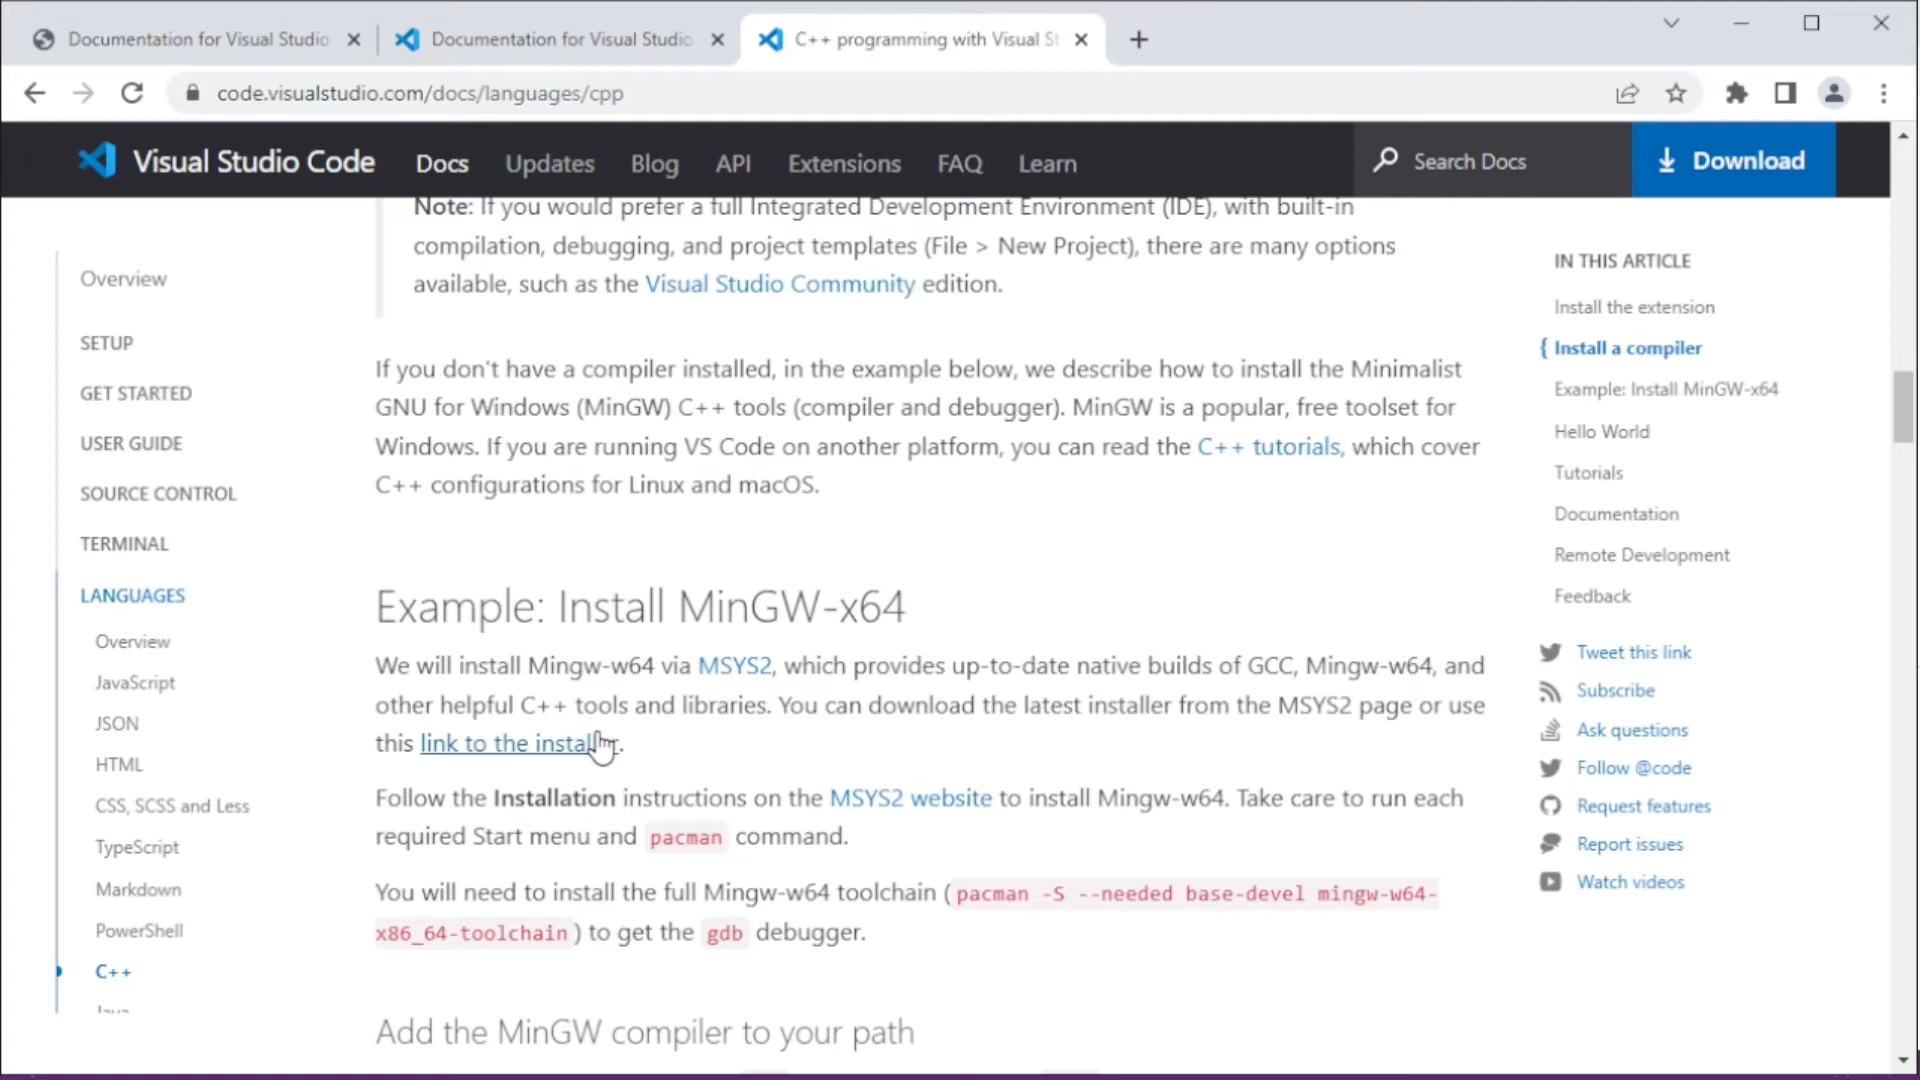 Documentation for Visual Studio
Documentation for Visual Studio
C++ programming with Visual St
code.visualstudio.com/docs/languages/cpp
Visual Studio Code
Docs
Updates
Blog
API
Extensions
FAQ
Learn
Search Docs
Download
Overview
SETUP
GET STARTED
USER GUIDE
SOURCE CONTROL
TERMINAL
LANGUAGES
Overview
JavaScript
JSON
HTML
CSS, SCSS and Less
TypeScript
Markdown
PowerShell
C++
Java
Note: If you would prefer a full Integrated Development Environment (IDE), with built-in
compilation, debugging, and project templates (File > New Project), there are many options
available, such as the Visual Studio Community edition.
If you don't have a compiler installed, in the example below, we describe how to install the Minimalist
GNU for Windows (MinGW) C++ tools (compiler and debugger). MinGW is a popular, free toolset for
Windows. If you are running VS Code on another platform, you can read the C++ tutorials, which cover
C++ configurations for Linux and macOS.
Example: Install MinGW-x64
We will install Mingw-w64 via MSYS2, which provides up-to-date native builds of GCC, Mingw-w64, and
other helpful C++ tools and libraries. You can download the latest installer from the MSYS2 page or use
this link to the installer.
Follow the Installation instructions on the MSYS2 website to install Mingw-w64. Take care to run each
required Start menu and pacman command.
You will need to install the full Mingw-w64 toolchain (pacman -S --needed base-devel mingw-w64-
x86_64-toolchain) to get the gdb debugger.
Add the MinGW compiler to your path
IN THIS ARTICLE
Install the extension
{ Install a compiler
Example: Install MinGW-x64
Hello World
Tutorials
Documentation
Remote Development
Feedback
Tweet this link
Subscribe
Ask questions
Follow @code
Request features
Report issues
Watch videos